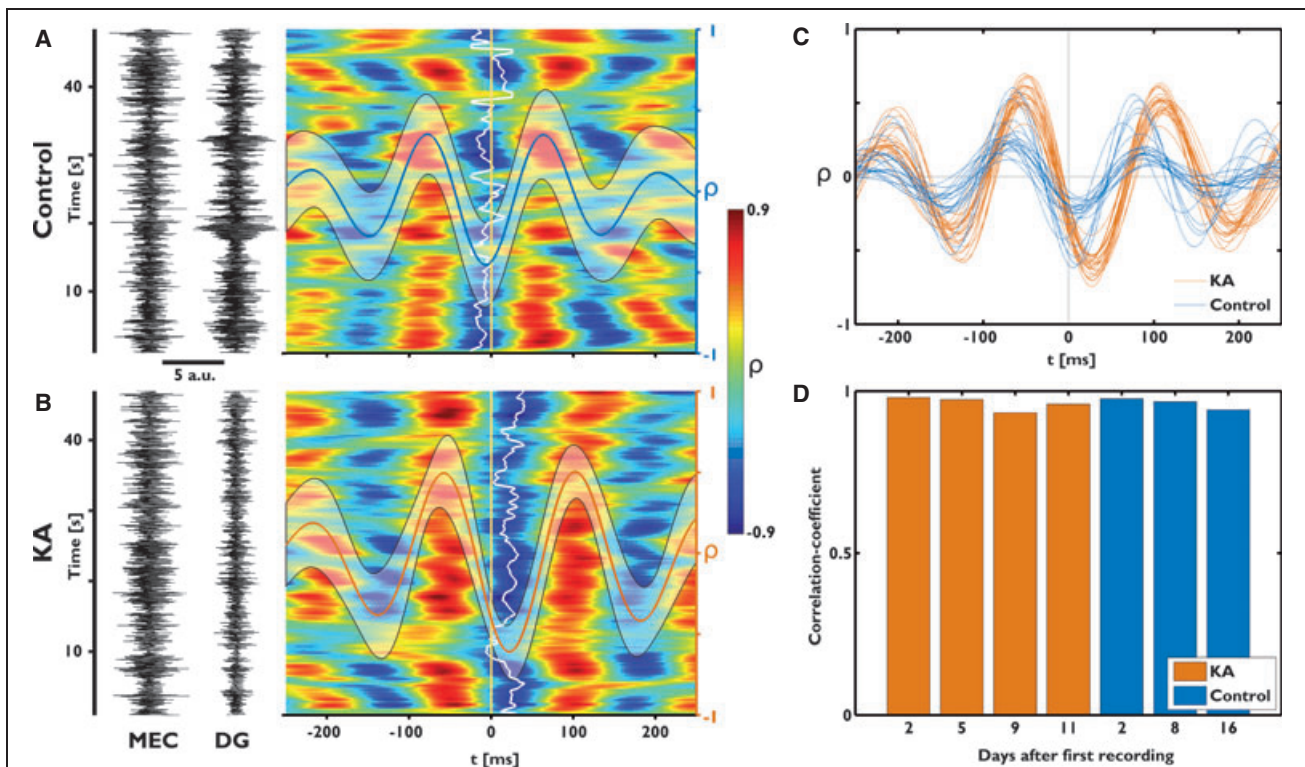 A
Control
Time [s]
40
10
5 a.u.
1
ρ
-1
0.9
ρ
-0.9
B
KA
Time [s]
40
10
MEC DG
1
ρ
-1
-200 -100 0 100 200
t [ms]
C
1
ρ 0
-1
KA
Control
-200 -100 0 100 200
t [ms]
D
1
0.5
0
Correlation-coefficient
KA
Control
2 5 9 11 2 8 16
Days after first recording